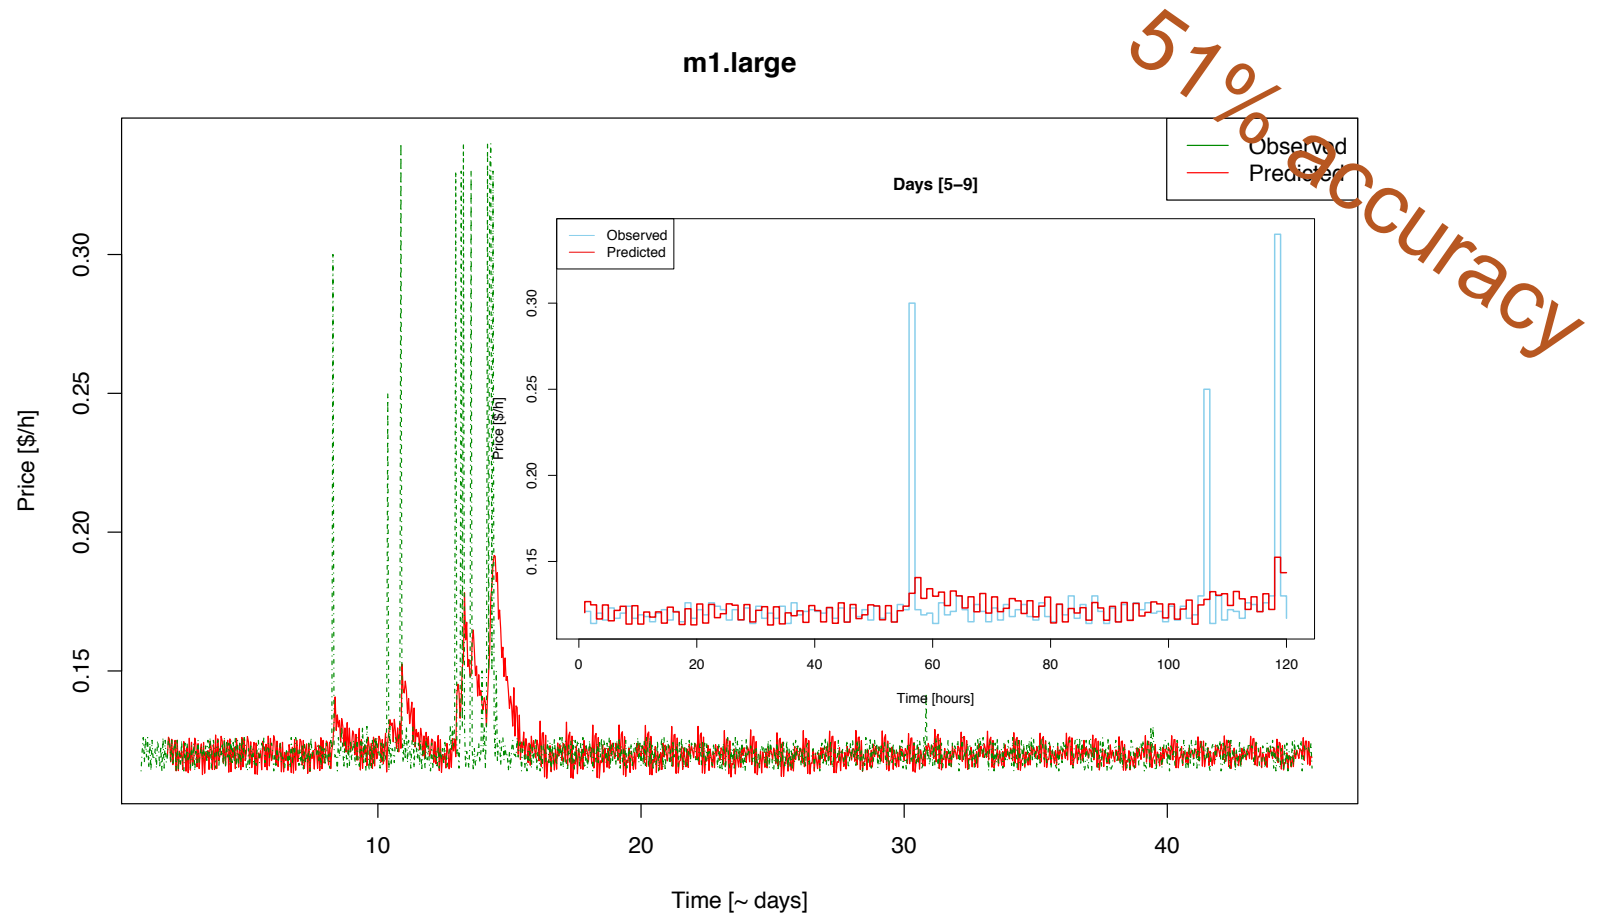 m1.large
51% accuracy
Observed
Predicted
Days [5–9]
Observed
Predicted
Price [$/h]
0.30
0.25
0.20
0.15
Price [$/h]
0.30
0.25
0.20
0.15
0 20 40 60 80 100 120
Time [hours]
10 20 30 40
Time [~ days]